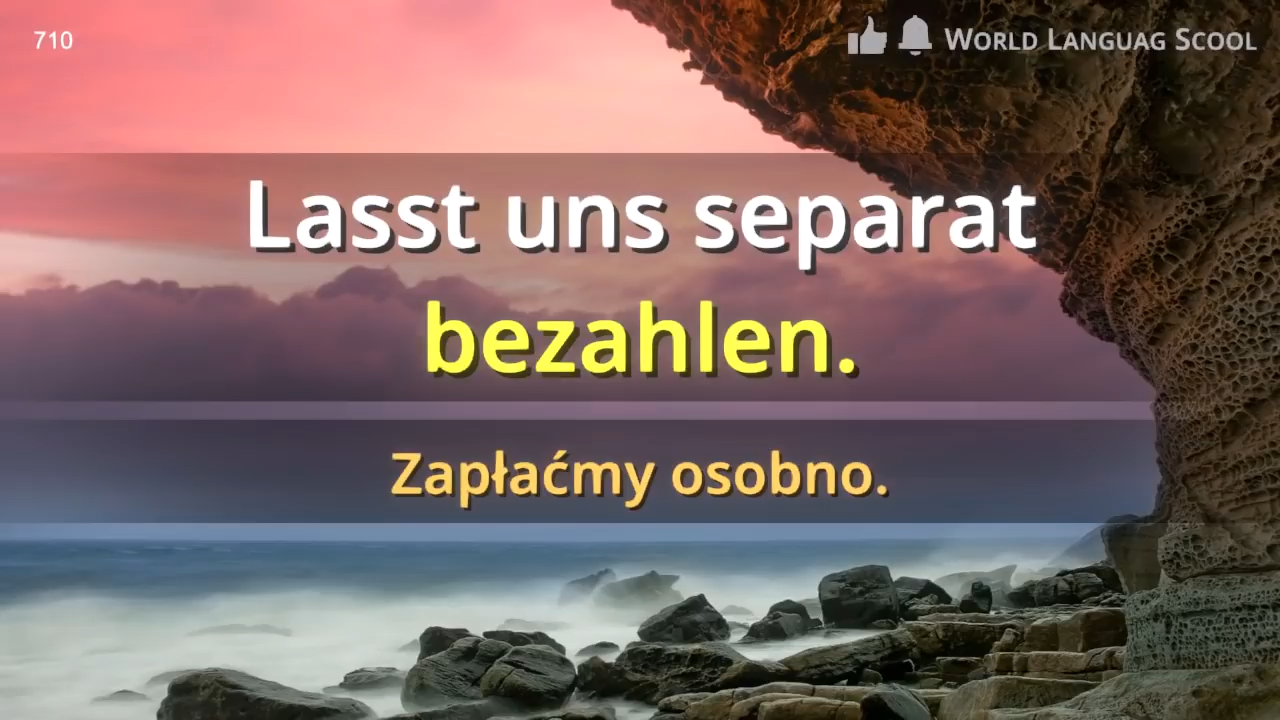 710
World Languag Scool
Lasst uns separat
bezahlen.
Zapłaćmy osobno.